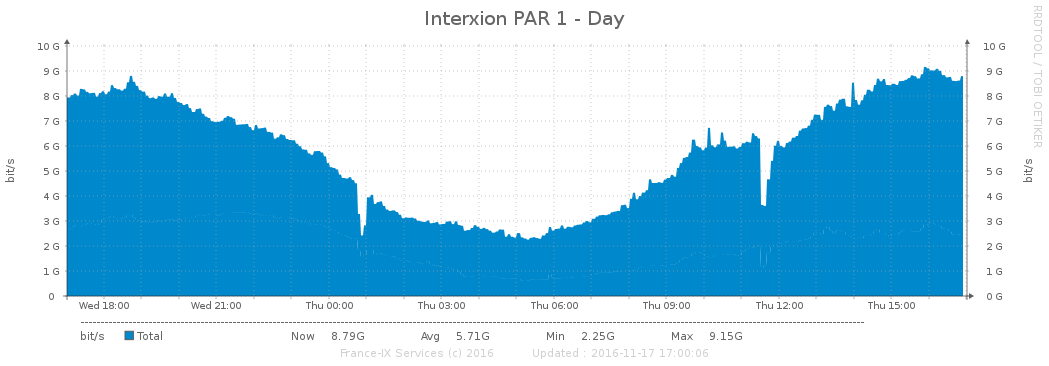 Interxion PAR 1 - Day
RRDTOOL / TOBI OETIKER
bit/s
bit/s
10 G 10 G
9 G 9 G
8 G 8 G
7 G 7 G
6 G 6 G
5 G 5 G
4 G 4 G
3 G 3 G
2 G 2 G
1 G 1 G
0 0 G
Wed 18:00 Wed 21:00 Thu 00:00 Thu 03:00 Thu 06:00 Thu 09:00 Thu 12:00 Thu 15:00
bit/s Total Now 8.79G Avg 5.71G Min 2.25G Max 9.15G
France-IX Services (c) 2016 Updated : 2016-11-17 17:00:06